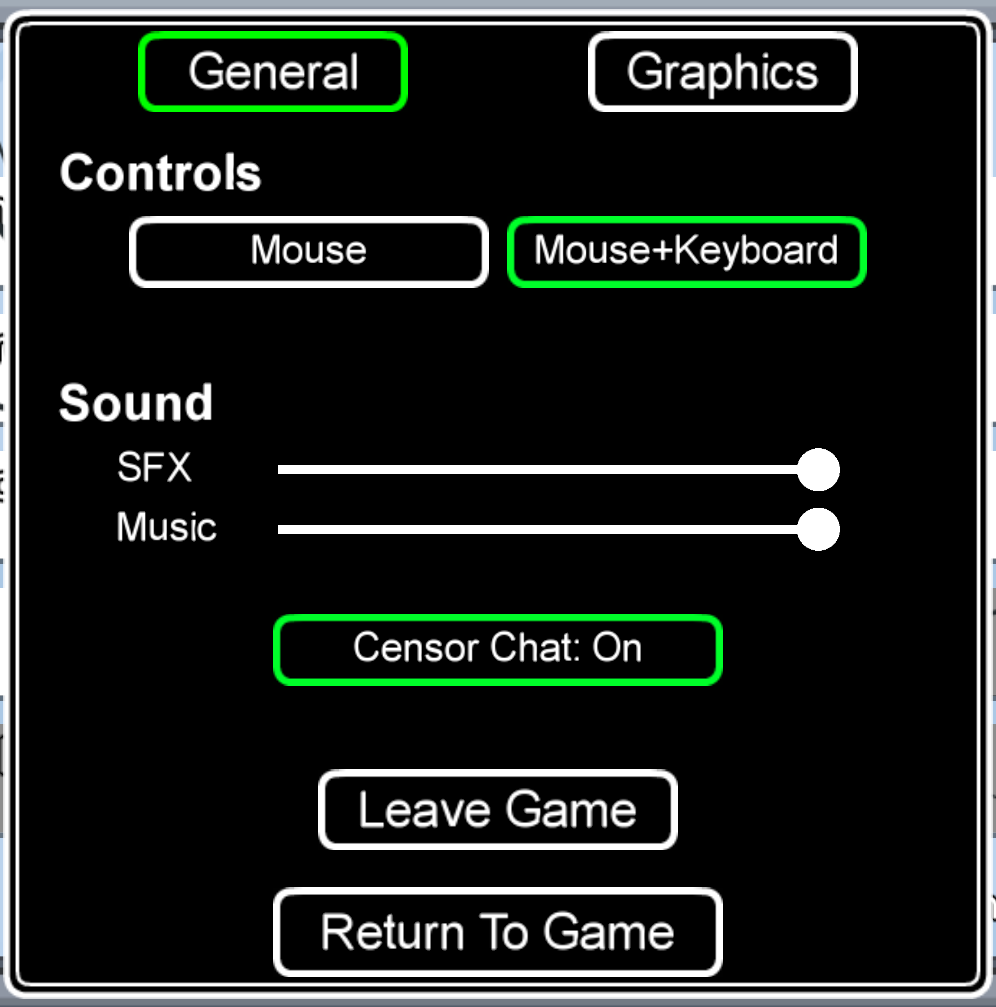 General
Graphics
Controls
Mouse
Mouse+Keyboard
Sound
SFX
Music
Censor Chat: On
Leave Game
Return To Game